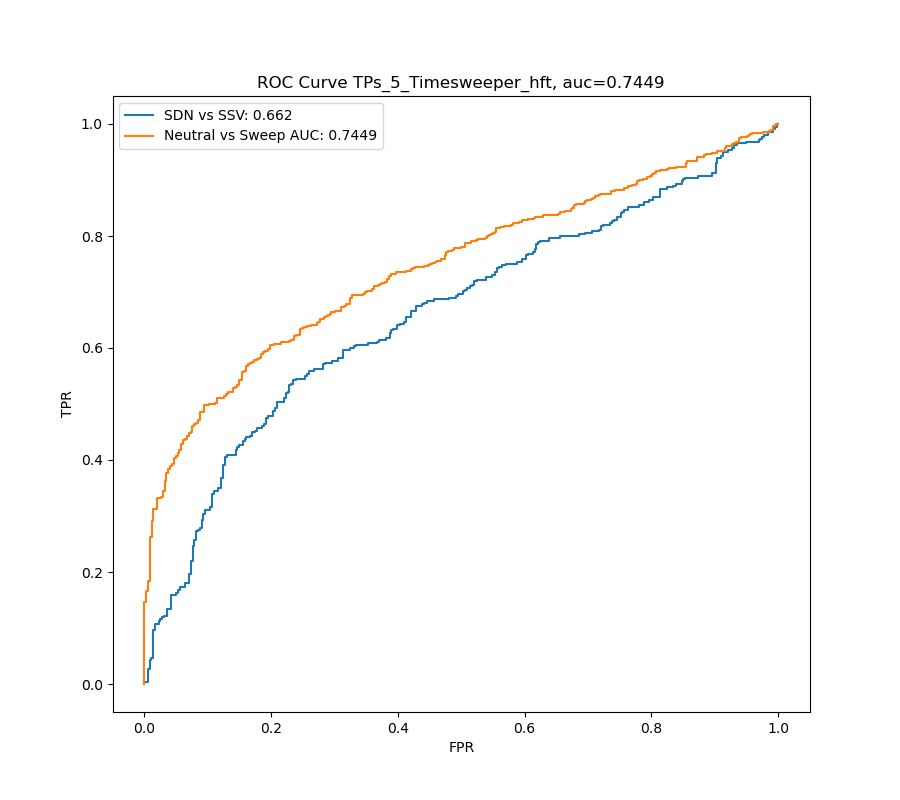 ROC Curve TPs_5_Timesweeper_hft, auc=0.7449
SDN vs SSV: 0.662
Neutral vs Sweep AUC: 0.7449
1.0
0.8
0.6
0.4
0.2
0.0
TPR
0.0 0.2 0.4 0.6 0.8 1.0
FPR